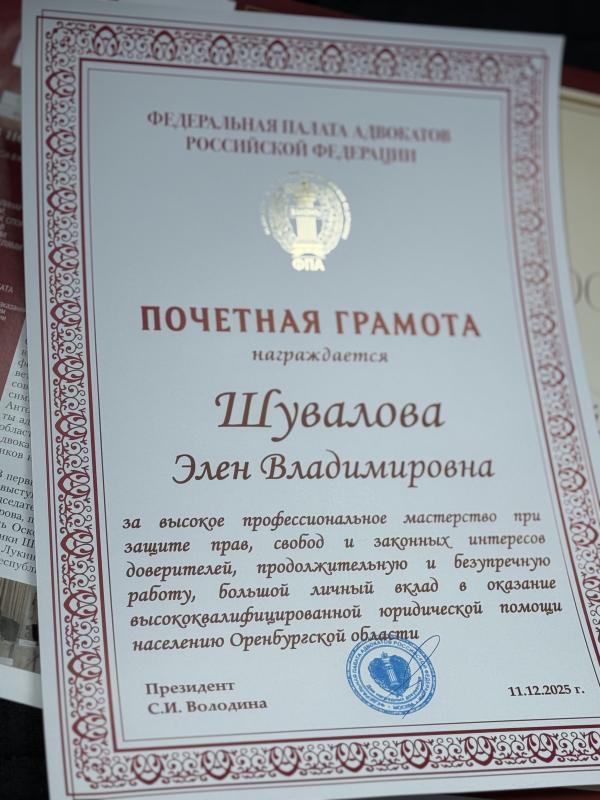 ФЕДЕРАЛЬНАЯ ПАЛАТА АДВОКАТОВ
РОССИЙСКОЙ ФЕДЕРАЦИИ
ФПА
ПОЧЕТНАЯ ГРАМОТА
награждается
Шувалова
Элен Владимировна
за высокое профессиональное мастерство при
защите прав, свобод и законных интересов
доверителей, продолжительную и безупречную
работу, большой личный вклад в оказание
высококвалифицированной юридической помощи
населению Оренбургской области
Президент
С.И. Володина
11.12.2025 г.